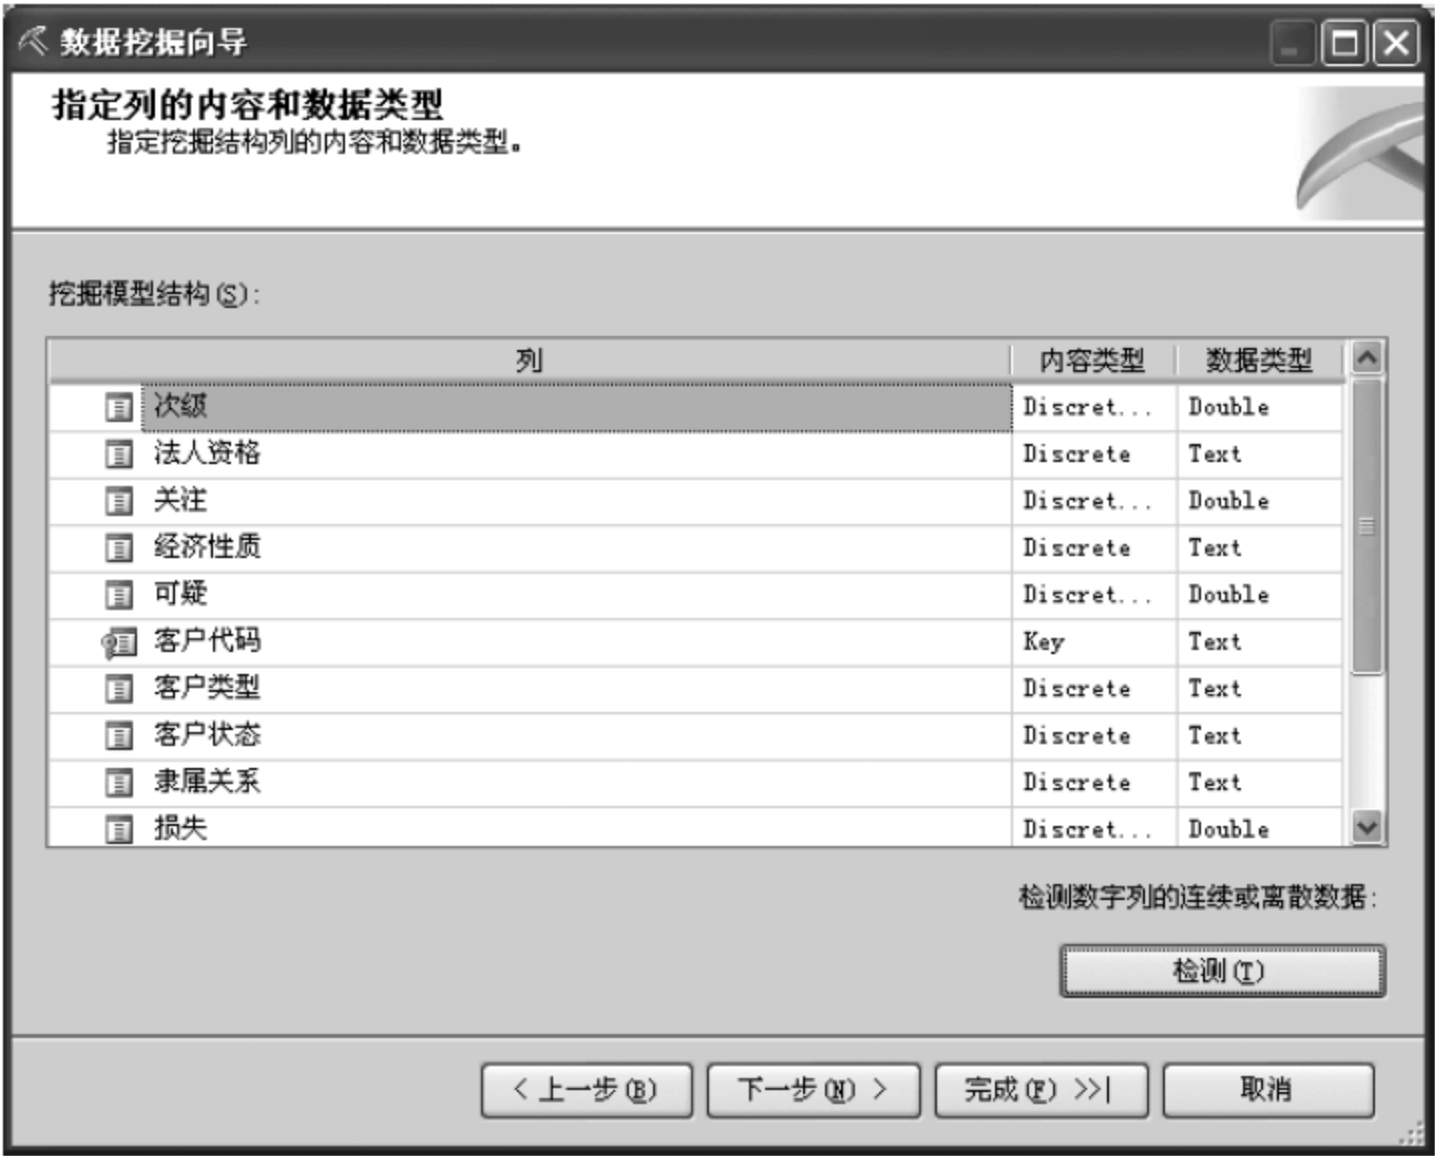 数据挖掘向导
指定列的内容和数据类型
指定挖掘结构列的内容和数据类型。
挖掘模型结构(S):
列 内容类型 数据类型
次级 Discret... Double
法人资格 Discrete Text
关注 Discret... Double
经济性质 Discrete Text
可疑 Discret... Double
客户代码 Key Text
客户类型 Discrete Text
客户状态 Discrete Text
隶属关系 Discrete Text
损失 Discret... Double
检测数字列的连续或离散数据:
检测(T)
< 上一步(B) 下一步(N) > 完成(F) >>| 取消